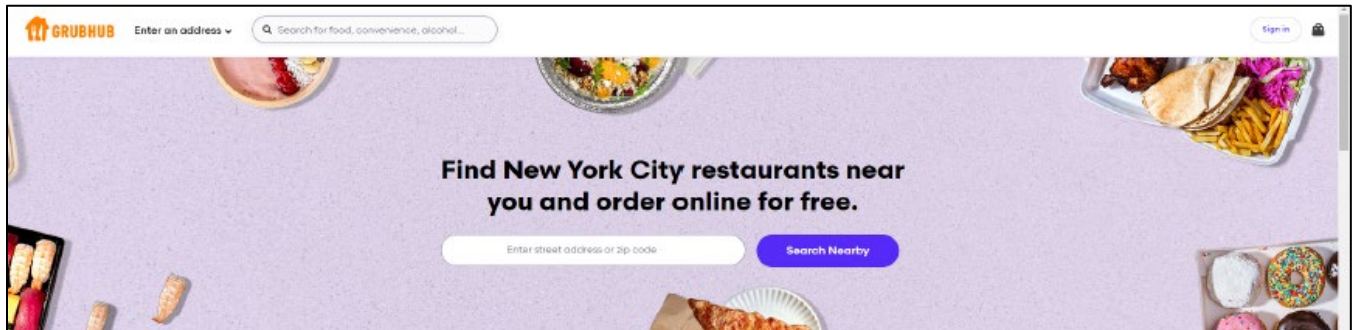 GRUBHUB
Enter an address
Search for food, convenience, alcohol...
Sign in
Find New York City restaurants near
you and order online for free.
Enter street address or zip code
Search Nearby